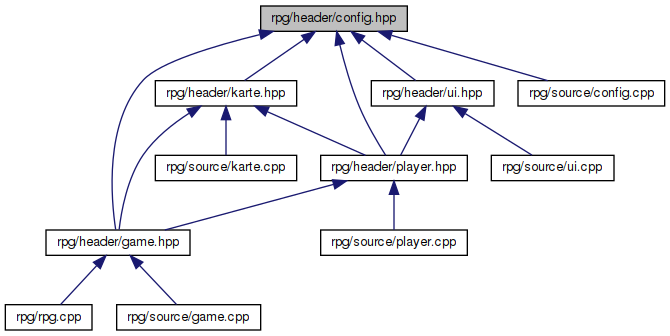 rpg/header/config.hpp
rpg/header/karte.hpp
rpg/header/ui.hpp
rpg/source/config.cpp
rpg/source/karte.cpp
rpg/header/player.hpp
rpg/source/ui.cpp
rpg/header/game.hpp
rpg/source/player.cpp
rpg/rpg.cpp
rpg/source/game.cpp